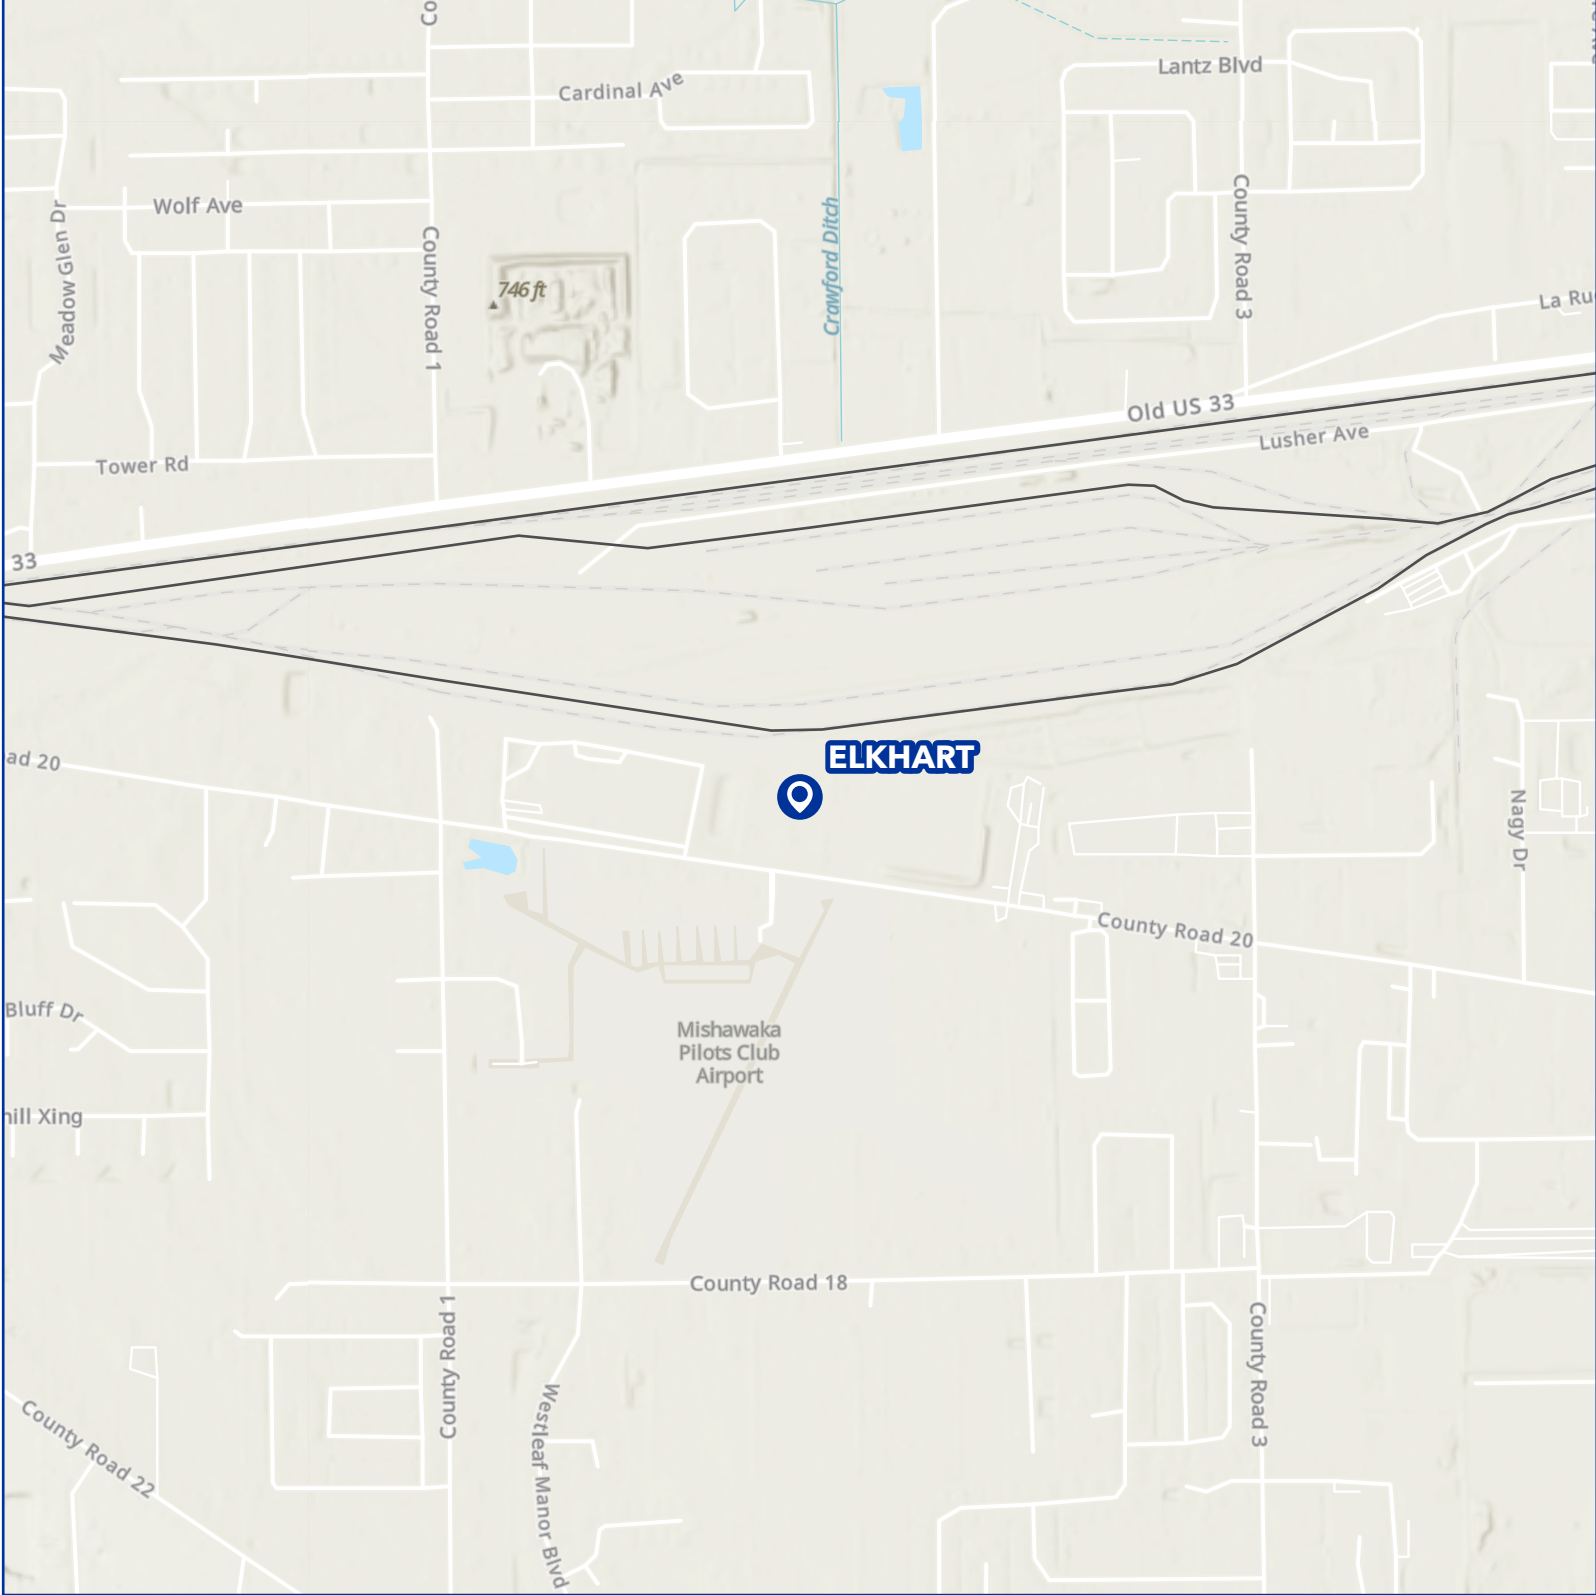 Co
Cardinal Ave
Lantz Blvd
Wolf Ave
Meadow Glen Dr
County Road 1
Crawford Ditch
County Road 3
746 ft
La Ru
Old US 33
Lusher Ave
Tower Rd
33
ELKHART
ad 20
Nagy Dr
County Road 20
Bluff Dr
Mishawaka
Pilots Club
Airport
hill Xing
County Road 18
County Road 1
County Road 3
Westleaf Manor Blvd
County Road 22